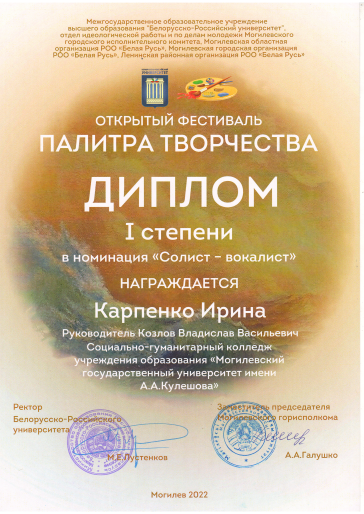 Межгосударственное образовательное учреждение
высшего образования "Белорусско-Российский университет",
отдел идеологической работы и по делам молодежи Могилевского
городского исполнительного комитета, Могилевская областная
организация РОО «Белая Русь», Могилевская городская организация
РОО «Белая Русь», Ленинская районная организация РОО «Белая Русь»
ОТКРЫТЫЙ ФЕСТИВАЛЬ
ПАЛИТРА ТВОРЧЕСТВА
ДИПЛОМ
I степени
в номинация «Солист – вокалист»
НАГРАЖДАЕТСЯ
Карпенко Ирина
Руководитель Козлов Владислав Васильевич
Социально-гуманитарный колледж
учреждения образования «Могилевский
государственный университет имени
А.А.Кулешова»
Ректор
Белорусско-Российского
университета
М.Е.Лустенков
Заместитель председателя
Могилевского горисполкома
А.А.Галушко
Могилев 2022